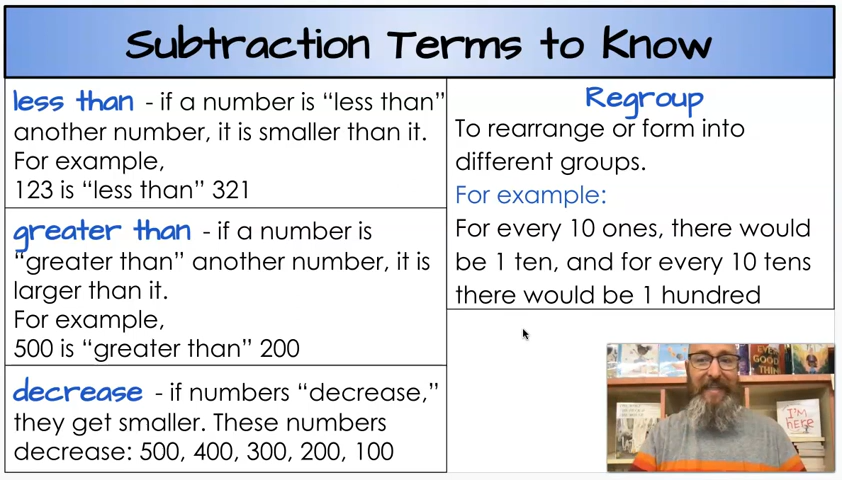 Subtraction Terms to Know
less than - if a number is “less than”
another number, it is smaller than it.
For example,
123 is “less than” 321
greater than - if a number is
“greater than” another number, it is
larger than it.
For example,
500 is “greater than” 200
decrease - if numbers “decrease,”
they get smaller. These numbers
decrease: 500, 400, 300, 200, 100
Regroup
To rearrange or form into
different groups.
For example:
For every 10 ones, there would
be 1 ten, and for every 10 tens
there would be 1 hundred
EVERY
GOOD
THING
I'M
here